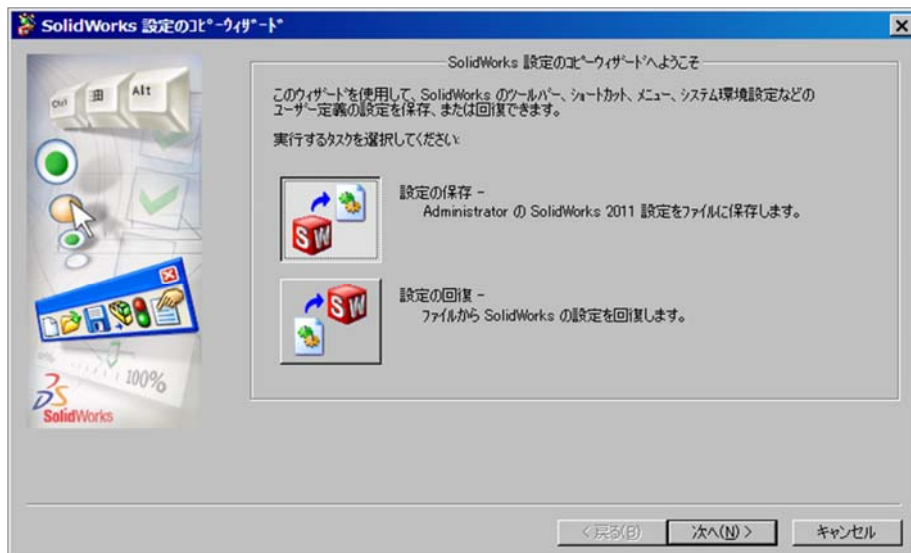 SolidWorks 設定のコピーウィザード
SolidWorks 設定のコピーウィザードへようこそ
このウィザードを使用して、SolidWorks のツールバー、ショートカット、メニュー、システム環境設定などの
ユーザー定義の設定を保存、または回復できます。
実行するタスクを選択してください:
設定の保存 -
Administrator の SolidWorks 2011 設定をファイルに保存します。
設定の回復 -
ファイルから SolidWorks の設定を回復します。
Ctrl
Alt
SW
SW
100%
SolidWorks
< 戻る(B)
次へ(N) >
キャンセル